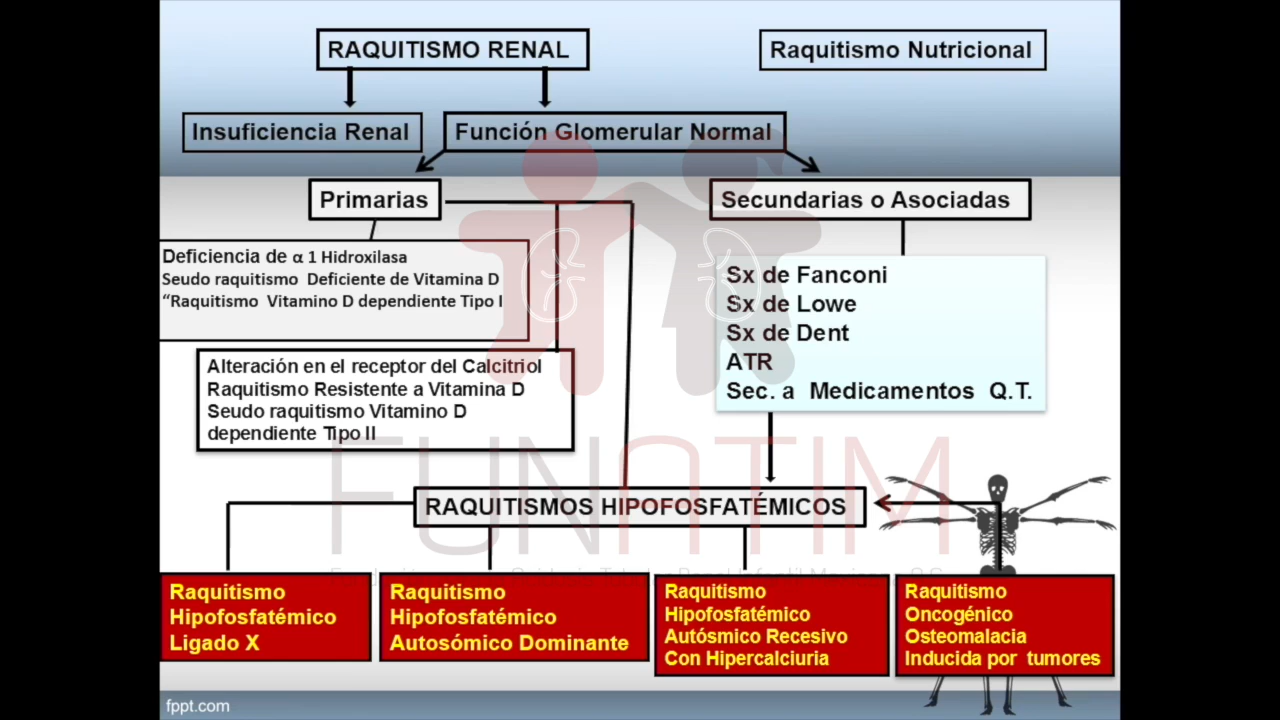 RAQUITISMO RENAL
Raquitismo Nutricional
Insuficiencia Renal
Función Glomerular Normal
Primarias
Secundarias o Asociadas
Deficiencia de α 1 Hidroxilasa
Seudo raquitismo Deficiente de Vitamina D
“Raquitismo Vitamino D dependiente Tipo I
Sx de Fanconi
Sx de Lowe
Sx de Dent
ATR
Sec. a Medicamentos Q.T.
Alteración en el receptor del Calcitriol
Raquitismo Resistente a Vitamina D
Seudo raquitismo Vitamino D
dependiente Tipo II
FUNATIM
RAQUITISMOS HIPOFOSFATÉMICOS
Raquitismo
Hipofosfatémico
Ligado X
Raquitismo
Hipofosfatémico
Autosómico Dominante
Raquitismo
Hipofosfatémico
Autósmico Recesivo
Con Hipercalciuria
Raquitismo
Oncogénico
Osteomalacia
Inducida por tumores
fppt.com